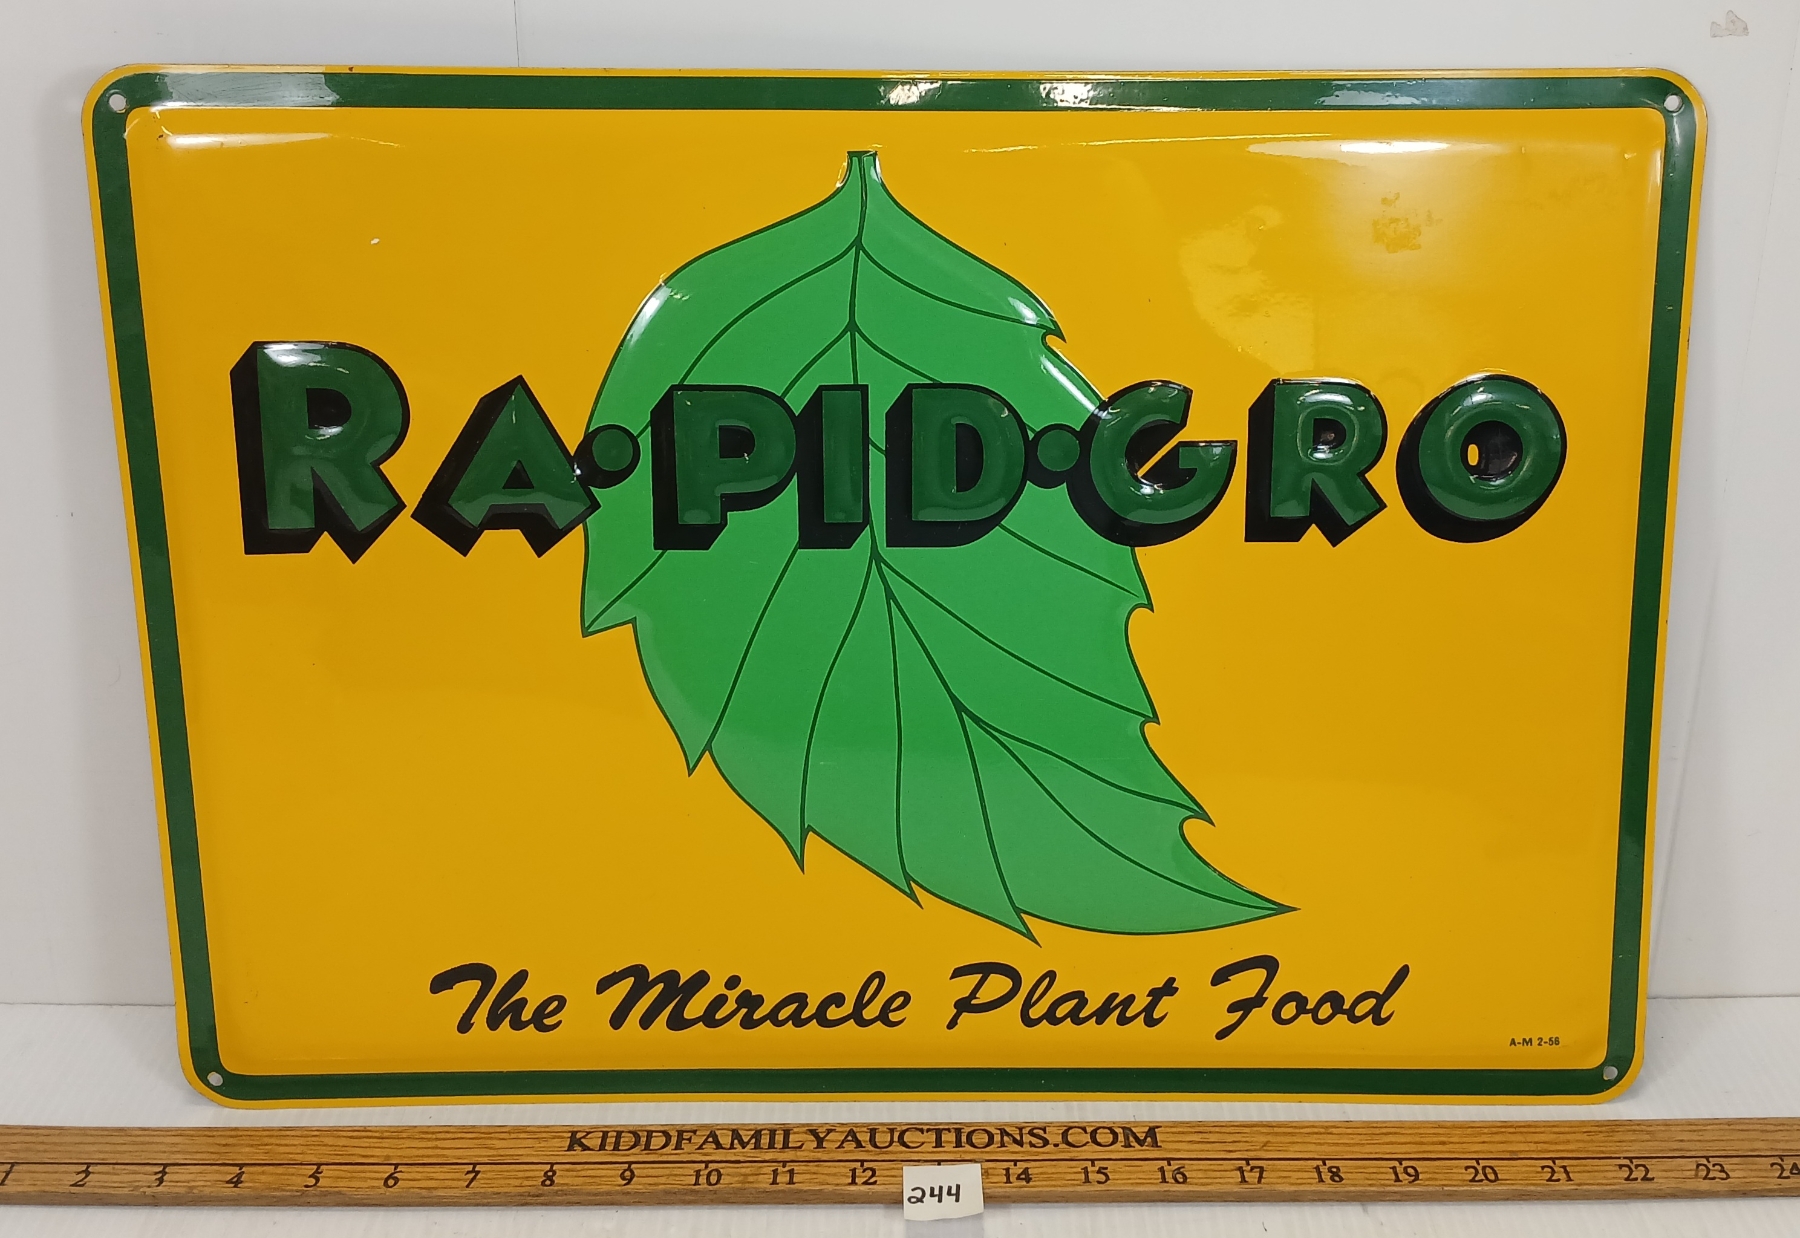 RA•PID•GRO
The Miracle Plant Food
A-M 2-56
KIDDFAMILYAUCTIONS.COM
1 2 3 4 5 6 7 8 9 10 11 12 14 15 16 17 18 19 20 21 22 23 24
244